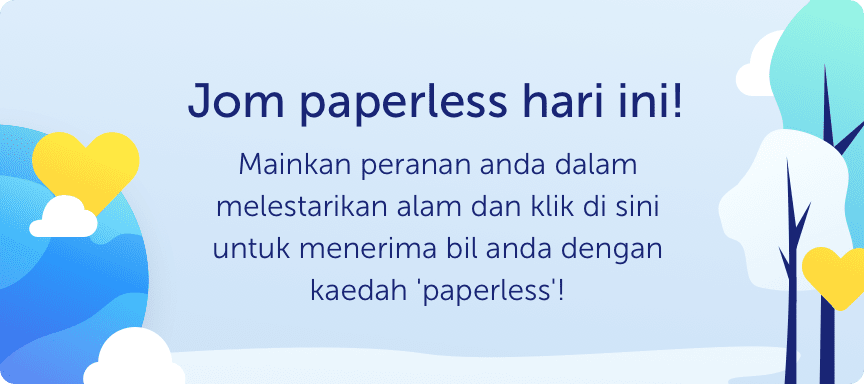 Jom paperless hari ini!
Mainkan peranan anda dalam
melestarikan alam dan klik di sini
untuk menerima bil anda dengan
kaedah 'paperless'!